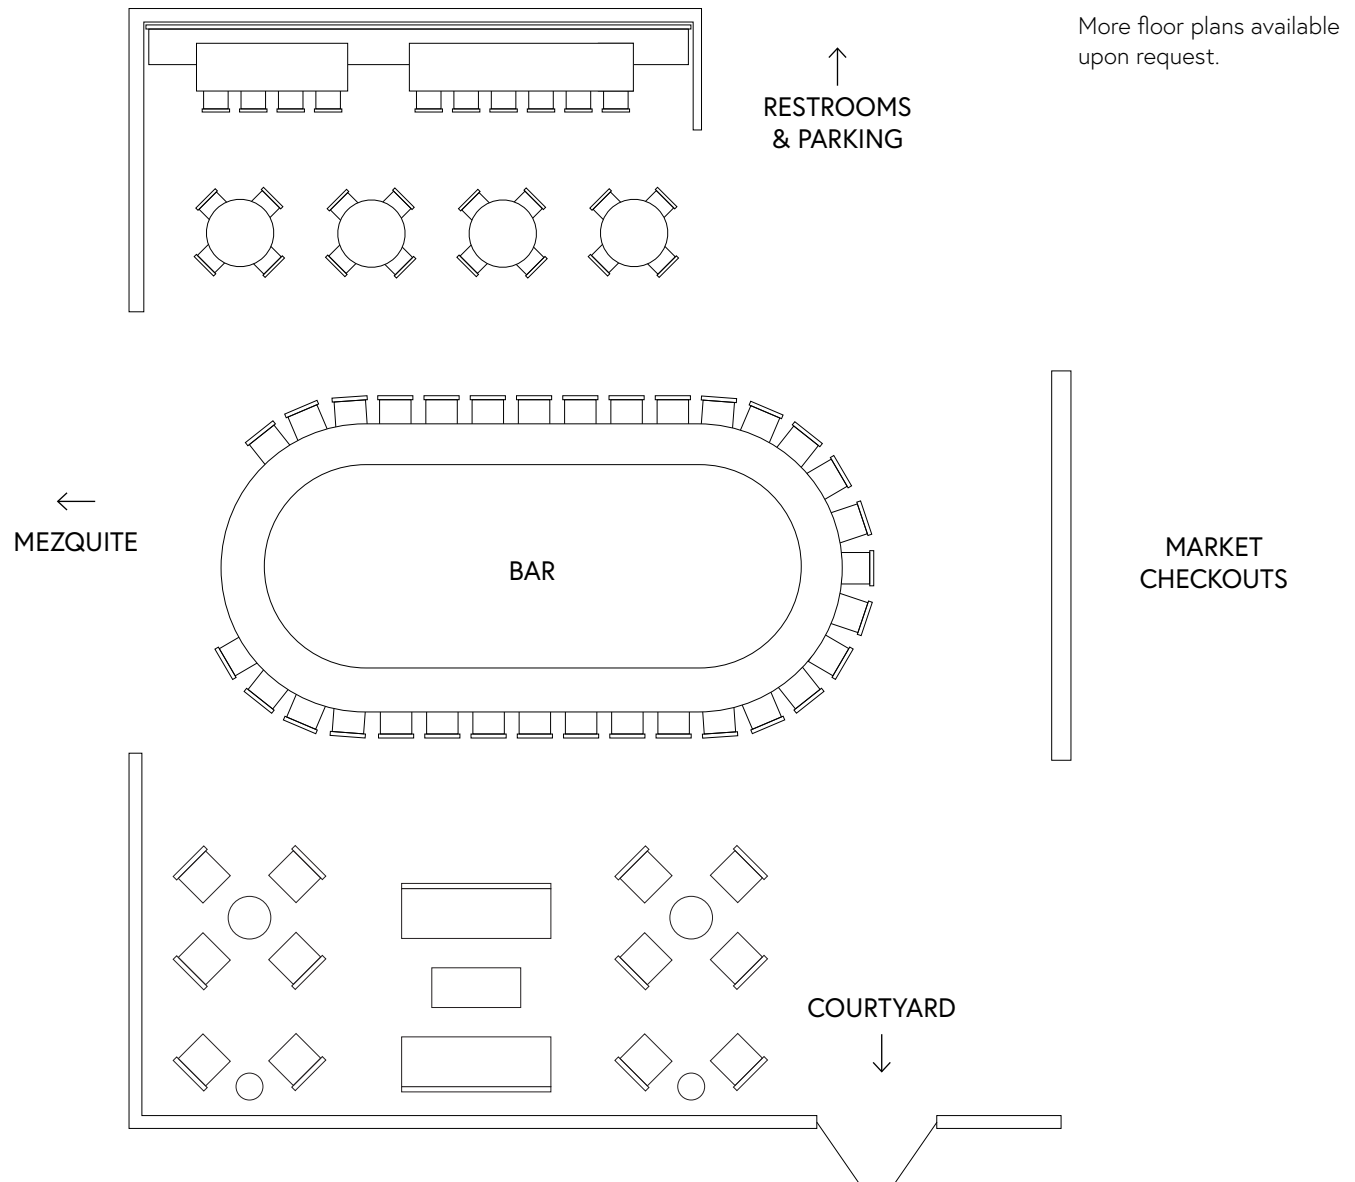 More floor plans available
upon request.
RESTROOMS
& PARKING
MEZQUITE
BAR
MARKET
CHECKOUTS
COURTYARD